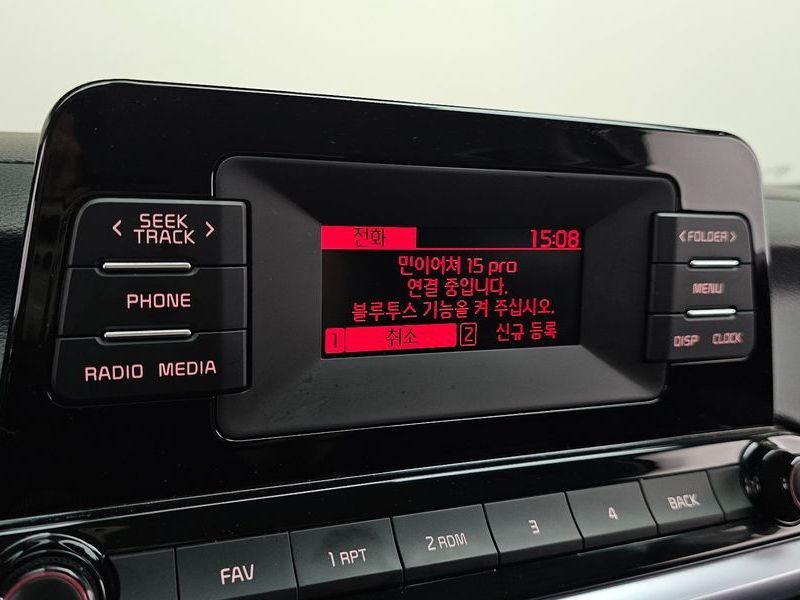 < SEEK TRACK >
PHONE
RADIO MEDIA
전화 15:08
민이어쳐 15 pro
연결 중입니다.
블루투스 기능을 켜 주십시오.
1 취소 2 신규 등록
< FOLDER >
MENU
DISP CLOCK
FAV
1 RPT
2 RDM
3
4
BACK